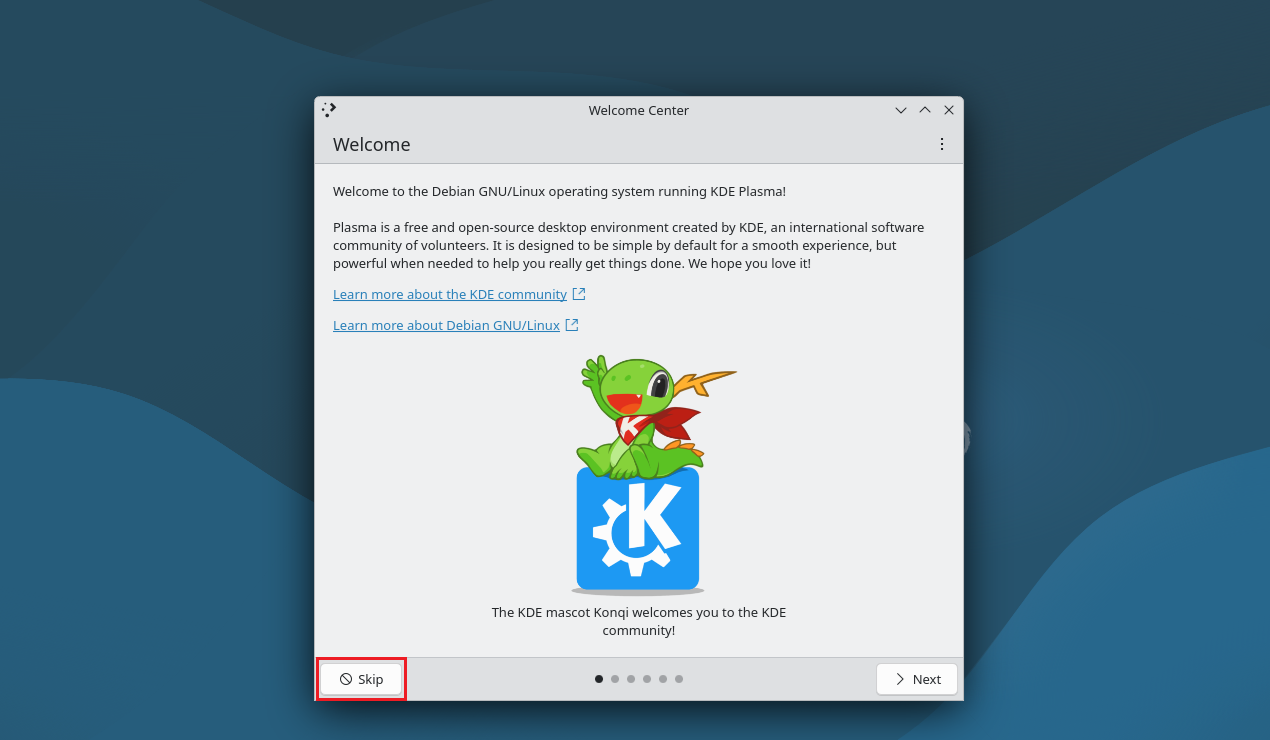 Welcome Center
Welcome
Welcome to the Debian GNU/Linux operating system running KDE Plasma!
Plasma is a free and open-source desktop environment created by KDE, an international software
community of volunteers. It is designed to be simple by default for a smooth experience, but
powerful when needed to help you really get things done. We hope you love it!
Learn more about the KDE community
Learn more about Debian GNU/Linux
K
K
The KDE mascot Konqi welcomes you to the KDE
community!
Skip
Next